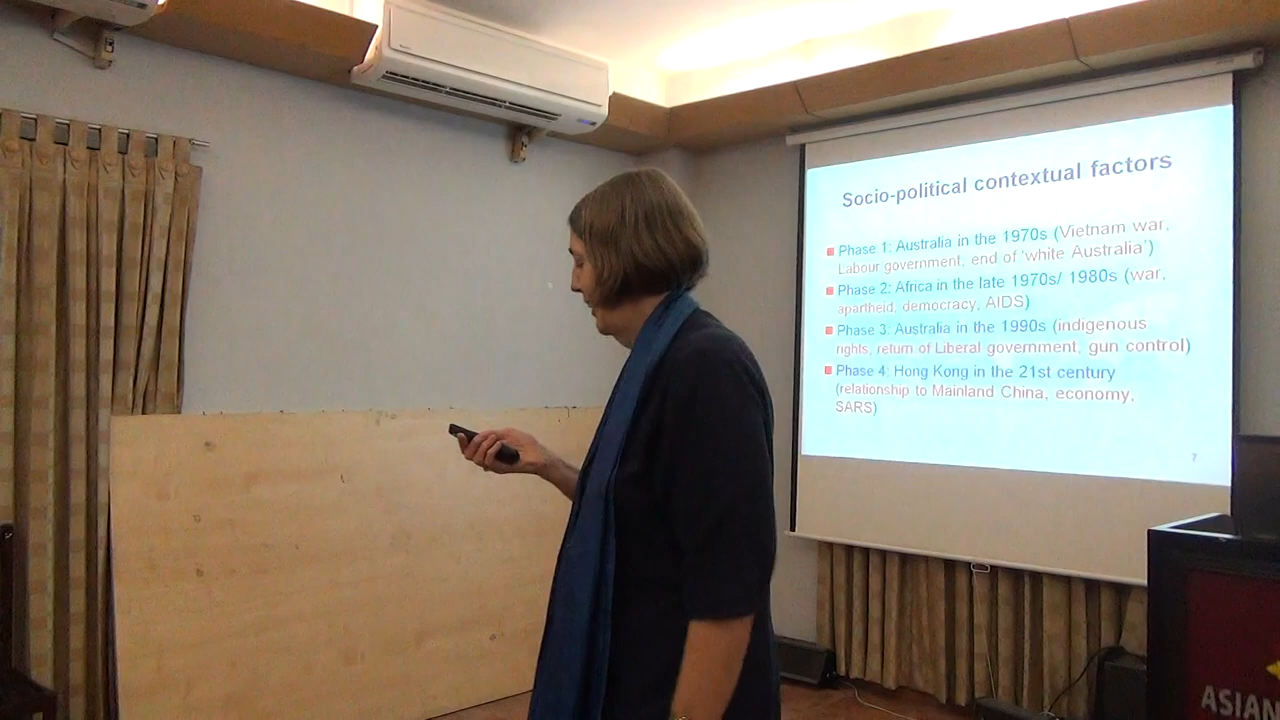 Socio-political contextual factors
Phase 1: Australia in the 1970s (Vietnam war,
Labour government, end of 'white Australia')
Phase 2: Africa in the late 1970s/ 1980s (war,
apartheid, democracy, AIDS)
Phase 3: Australia in the 1990s (indigenous
rights, return of Liberal government, gun control)
Phase 4: Hong Kong in the 21st century
(relationship to Mainland China, economy,
SARS)
7
ASIAN